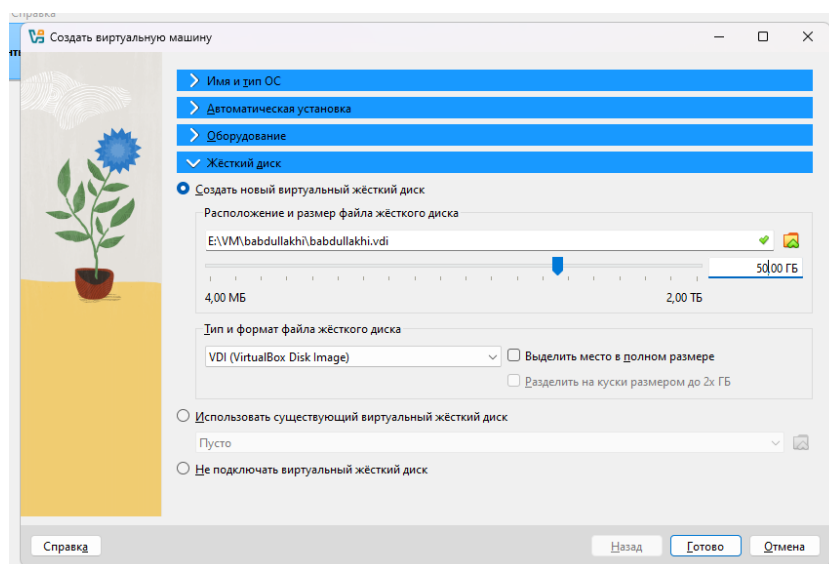 Справка
Создать виртуальную машину
Имя и тип ОС
Автоматическая установка
Оборудование
Жёсткий диск
Создать новый виртуальный жёсткий диск
Расположение и размер файла жёсткого диска
E:\VM\babdullakhi\babdullakhi.vdi
50,00 ГБ
4,00 МБ 2,00 ТБ
Тип и формат файла жёсткого диска
VDI (VirtualBox Disk Image) Выделить место в полном размере
Разделить на куски размером до 2х ГБ
Использовать существующий виртуальный жёсткий диск
Пусто
Не подключать виртуальный жёсткий диск
Справка Назад Готово Отмена